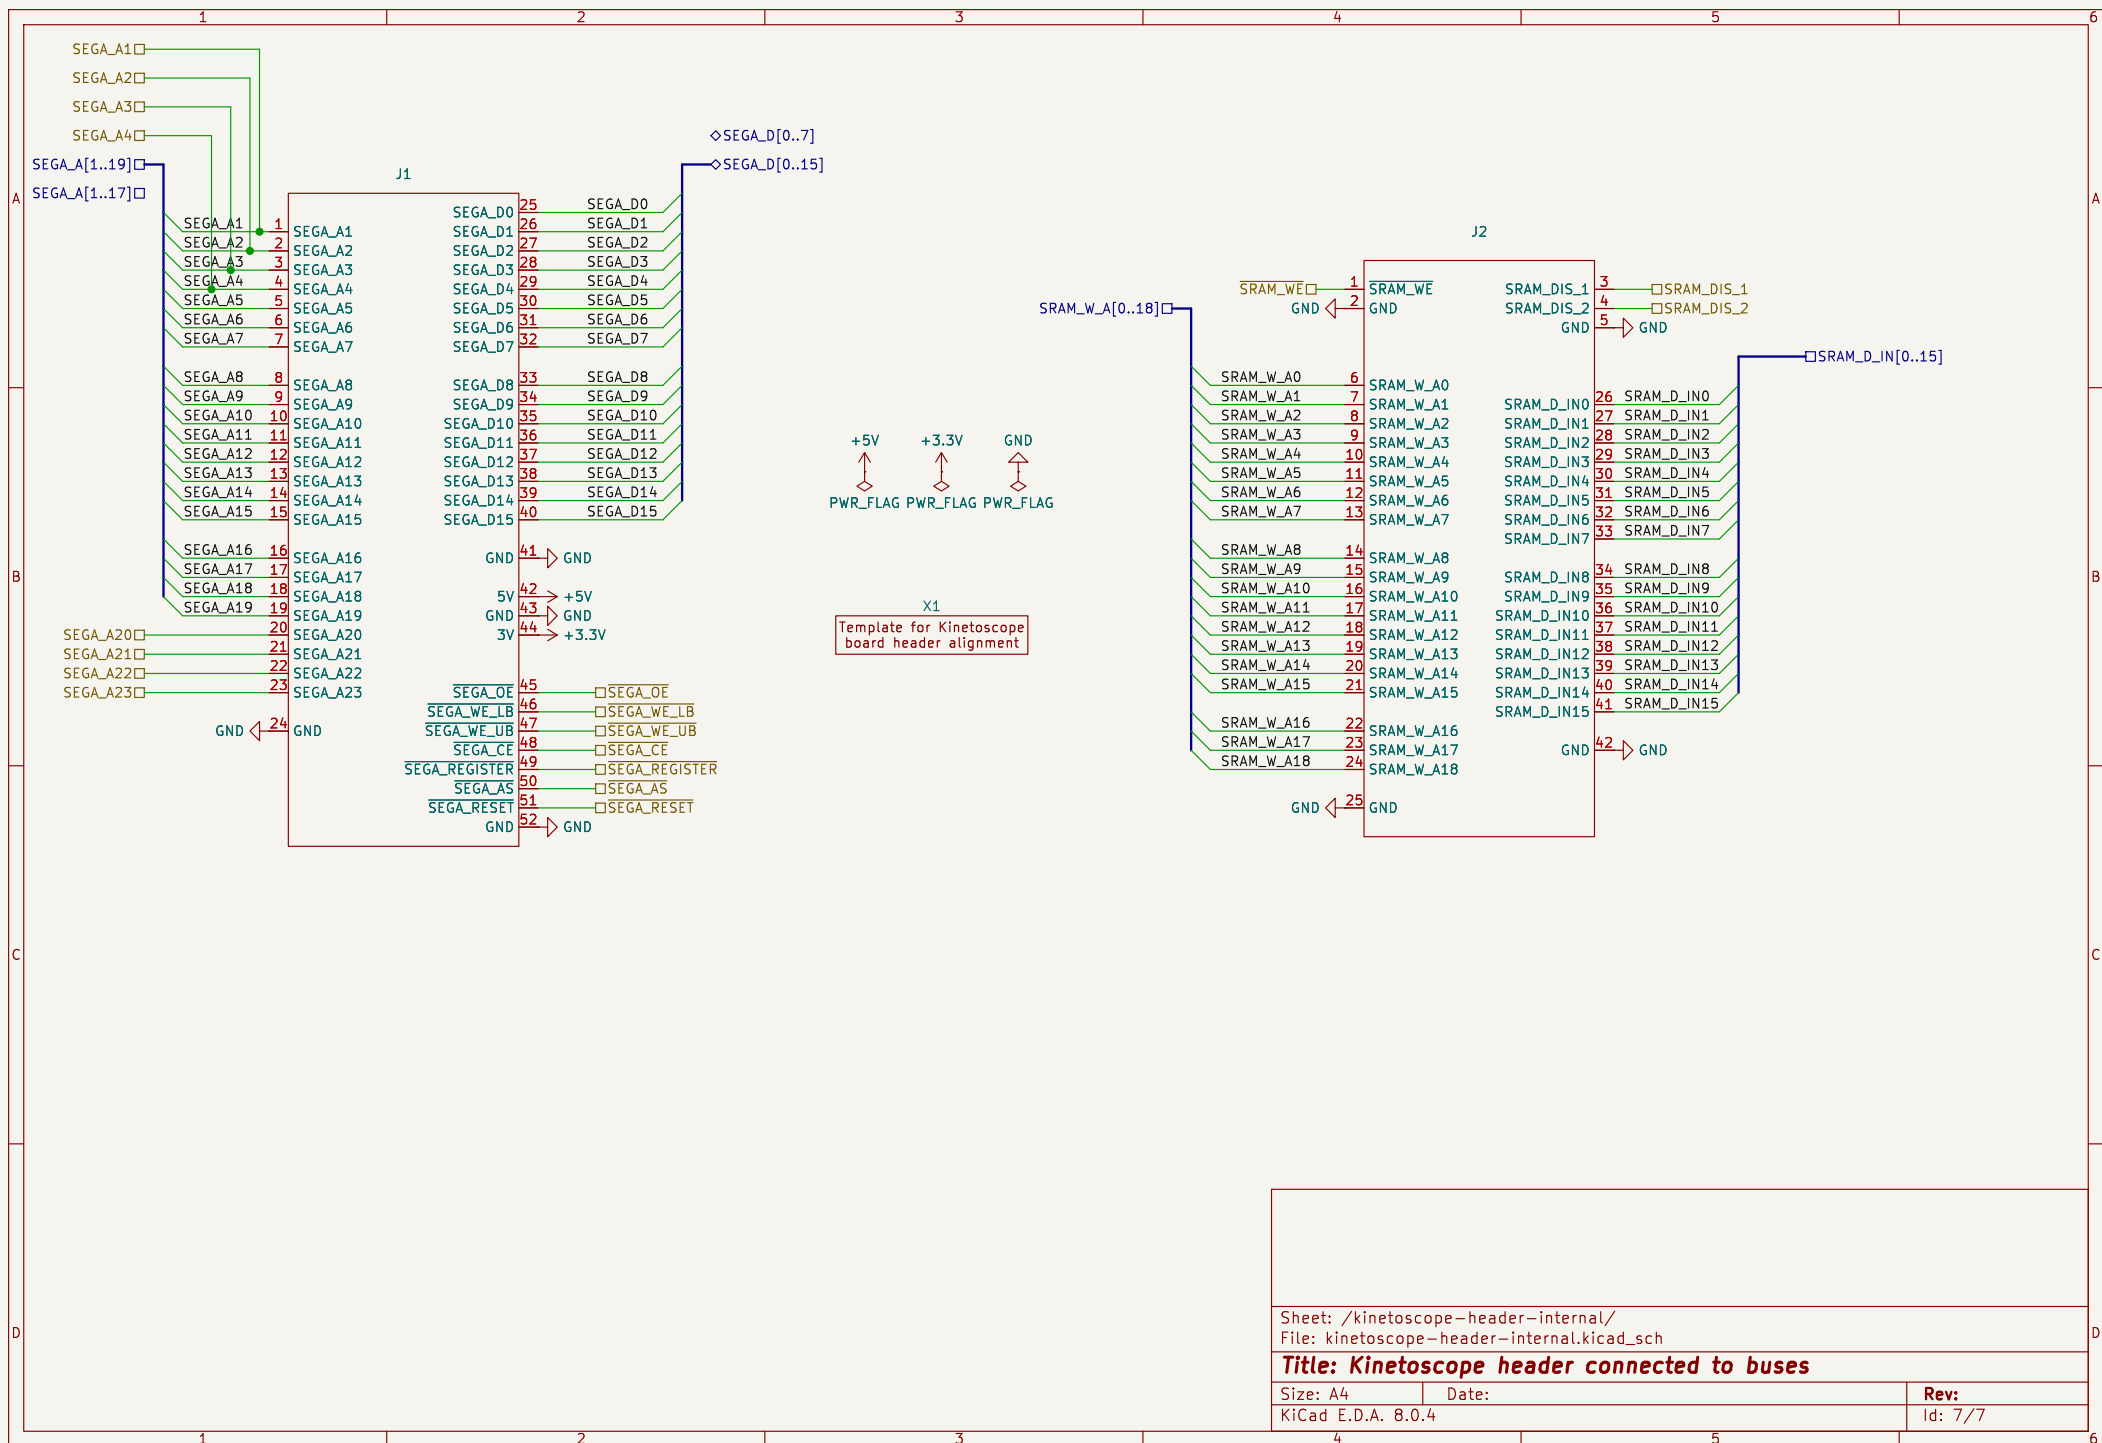 1 2 3 4 5 6
A
B
C
D
SEGA_A1
SEGA_A2
SEGA_A3
SEGA_A4
SEGA_A[1..19]
SEGA_A[1..17]
J1
SEGA_A1 1 SEGA_A1
SEGA_A2 2 SEGA_A2
SEGA_A3 3 SEGA_A3
SEGA_A4 4 SEGA_A4
SEGA_A5 5 SEGA_A5
SEGA_A6 6 SEGA_A6
SEGA_A7 7 SEGA_A7
SEGA_A8 8 SEGA_A8
SEGA_A9 9 SEGA_A9
SEGA_A10 10 SEGA_A10
SEGA_A11 11 SEGA_A11
SEGA_A12 12 SEGA_A12
SEGA_A13 13 SEGA_A13
SEGA_A14 14 SEGA_A14
SEGA_A15 15 SEGA_A15
SEGA_A16 16 SEGA_A16
SEGA_A17 17 SEGA_A17
SEGA_A18 18 SEGA_A18
SEGA_A19 19 SEGA_A19
SEGA_A20 20 SEGA_A20
SEGA_A21 21 SEGA_A21
SEGA_A22 22 SEGA_A22
SEGA_A23 23 SEGA_A23
GND 24 GND
SEGA_D[0..7]
SEGA_D[0..15]
SEGA_D0 25 SEGA_D0
SEGA_D1 26 SEGA_D1
SEGA_D2 27 SEGA_D2
SEGA_D3 28 SEGA_D3
SEGA_D4 29 SEGA_D4
SEGA_D5 30 SEGA_D5
SEGA_D6 31 SEGA_D6
SEGA_D7 32 SEGA_D7
SEGA_D8 33 SEGA_D8
SEGA_D9 34 SEGA_D9
SEGA_D10 35 SEGA_D10
SEGA_D11 36 SEGA_D11
SEGA_D12 37 SEGA_D12
SEGA_D13 38 SEGA_D13
SEGA_D14 39 SEGA_D14
SEGA_D15 40 SEGA_D15
GND 41 GND
5V 42 +5V
GND 43 GND
3V 44 +3.3V
SEGA_OE 45 SEGA_OE
SEGA_WE_LB 46 SEGA_WE_LB
SEGA_WE_UB 47 SEGA_WE_UB
SEGA_CE 48 SEGA_CE
SEGA_REGISTER 49 SEGA_REGISTER
SEGA_AS 50 SEGA_AS
SEGA_RESET 51 SEGA_RESET
GND 52 GND
+5V +3.3V GND
PWR_FLAG PWR_FLAG PWR_FLAG
X1
Template for Kinetoscope
board header alignment
J2
SRAM_WE 1 SRAM_WE
GND 2 GND
SRAM_W_A[0..18]
SRAM_W_A0 6 SRAM_W_A0
SRAM_W_A1 7 SRAM_W_A1
SRAM_W_A2 8 SRAM_W_A2
SRAM_W_A3 9 SRAM_W_A3
SRAM_W_A4 10 SRAM_W_A4
SRAM_W_A5 11 SRAM_W_A5
SRAM_W_A6 12 SRAM_W_A6
SRAM_W_A7 13 SRAM_W_A7
SRAM_W_A8 14 SRAM_W_A8
SRAM_W_A9 15 SRAM_W_A9
SRAM_W_A10 16 SRAM_W_A10
SRAM_W_A11 17 SRAM_W_A11
SRAM_W_A12 18 SRAM_W_A12
SRAM_W_A13 19 SRAM_W_A13
SRAM_W_A14 20 SRAM_W_A14
SRAM_W_A15 21 SRAM_W_A15
SRAM_W_A16 22 SRAM_W_A16
SRAM_W_A17 23 SRAM_W_A17
SRAM_W_A18 24 SRAM_W_A18
GND 25 GND
SRAM_DIS_1 3 SRAM_DIS_1
SRAM_DIS_2 4 SRAM_DIS_2
GND 5 GND
SRAM_D_IN[0..15]
SRAM_D_IN0 26 SRAM_D_IN0
SRAM_D_IN1 27 SRAM_D_IN1
SRAM_D_IN2 28 SRAM_D_IN2
SRAM_D_IN3 29 SRAM_D_IN3
SRAM_D_IN4 30 SRAM_D_IN4
SRAM_D_IN5 31 SRAM_D_IN5
SRAM_D_IN6 32 SRAM_D_IN6
SRAM_D_IN7 33 SRAM_D_IN7
SRAM_D_IN8 34 SRAM_D_IN8
SRAM_D_IN9 35 SRAM_D_IN9
SRAM_D_IN10 36 SRAM_D_IN10
SRAM_D_IN11 37 SRAM_D_IN11
SRAM_D_IN12 38 SRAM_D_IN12
SRAM_D_IN13 39 SRAM_D_IN13
SRAM_D_IN14 40 SRAM_D_IN14
SRAM_D_IN15 41 SRAM_D_IN15
GND 42 GND
A
B
C
D
Sheet: /kinetoscope-header-internal/
File: kinetoscope-header-internal.kicad_sch
Title: Kinetoscope header connected to buses
Size: A4 Date: Rev:
KiCad E.D.A. 8.0.4 Id: 7/7
1 2 3 4 5 6